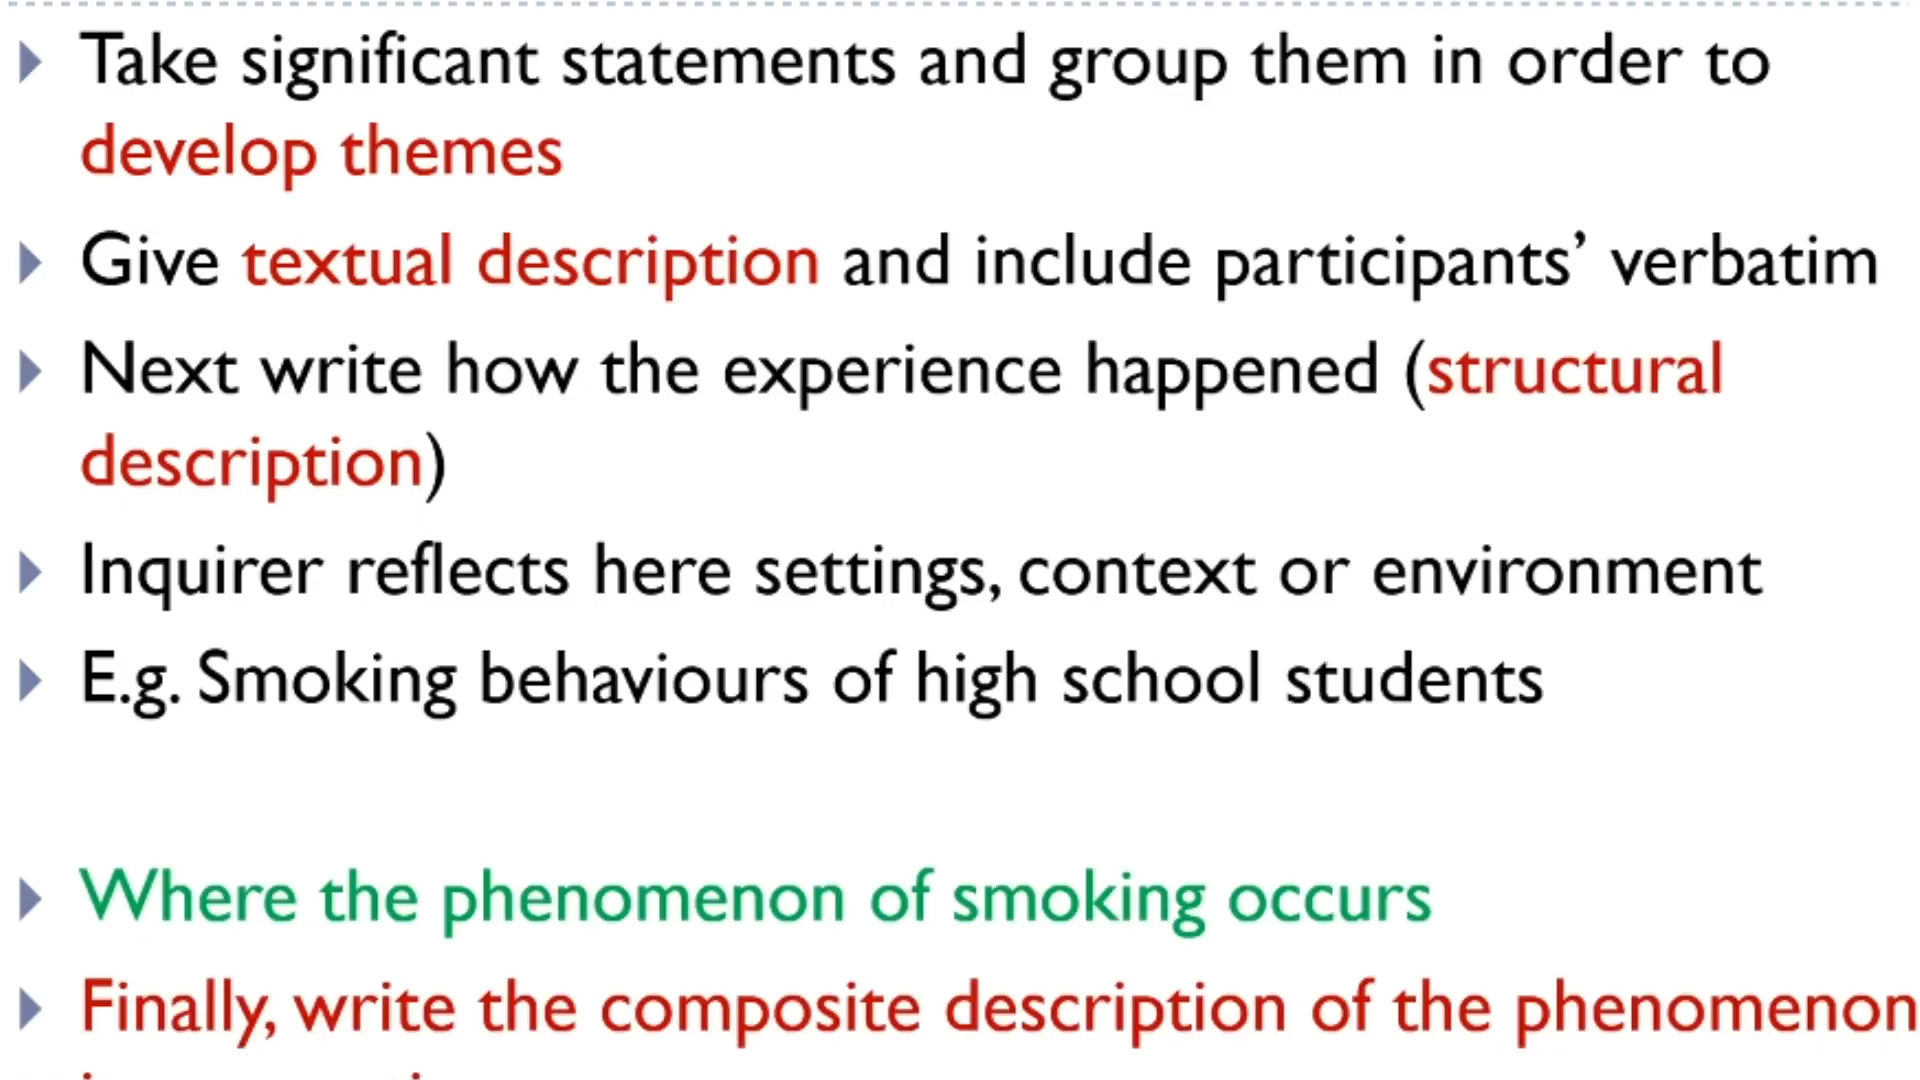 Take significant statements and group them in order to
develop themes
Give textual description and include participants’ verbatim
Next write how the experience happened (structural
description)
Inquirer reflects here settings, context or environment
E.g. Smoking behaviours of high school students
Where the phenomenon of smoking occurs
Finally, write the composite description of the phenomenon